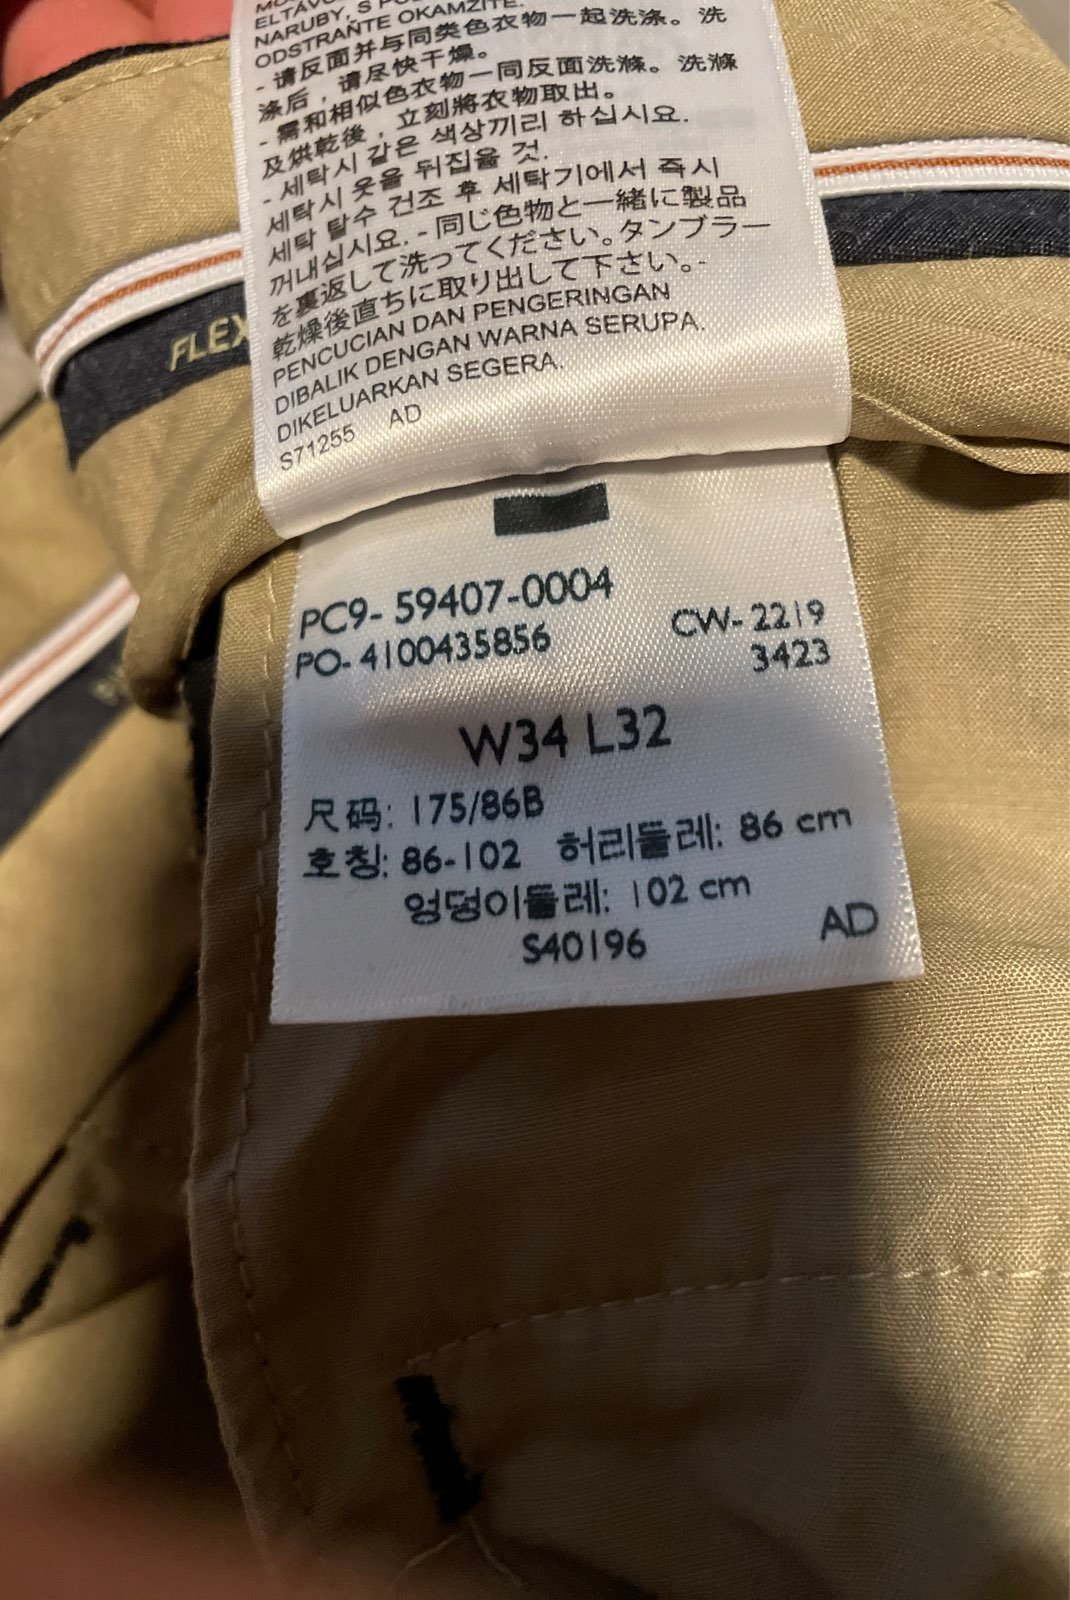 NARUBY, S
ODSTRAŇTE OKAMŽITE.
- 请反面并与同类色衣物一起洗涤。洗
涤后，请尽快干燥。
- 需和相似色衣物一同反面洗滌。洗滌
及烘乾後，立刻將衣物取出。
- 세탁시 같은 색상끼리 하십시요.
세탁시 옷을 뒤집을 것.
세탁 탈수 건조 후 세탁기에서 즉시
꺼내십시요. - 同じ色物と一緒に製品
を裏返して洗ってください。タンブラー
乾燥後直ちに取り出して下さい。-
PENCUCIAN DAN PENGERINGAN
DIBALIK DENGAN WARNA SERUPA.
DIKELUARKAN SEGERA.
S71255 AD
FLEX
PC9- 59407-0004
PO- 4100435856
CW- 2219
3423
W34 L32
尺码: 175/86B
호칭: 86-102 허리둘레: 86 cm
엉덩이둘레: 102 cm
S40196 AD